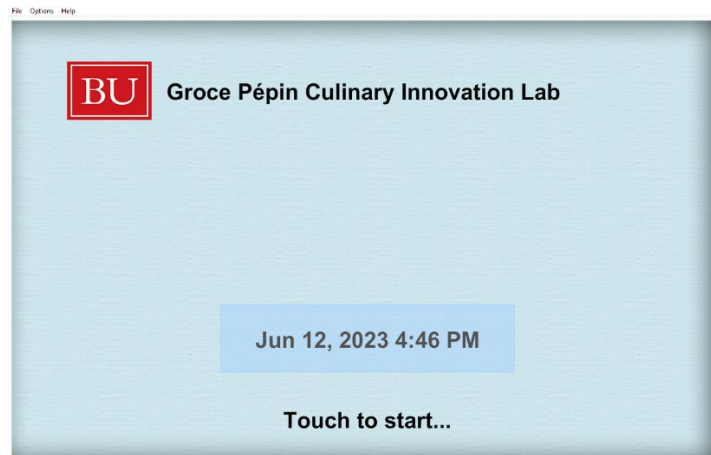 File Options Help
BU Groce Pépin Culinary Innovation Lab
Jun 12, 2023 4:46 PM
Touch to start...